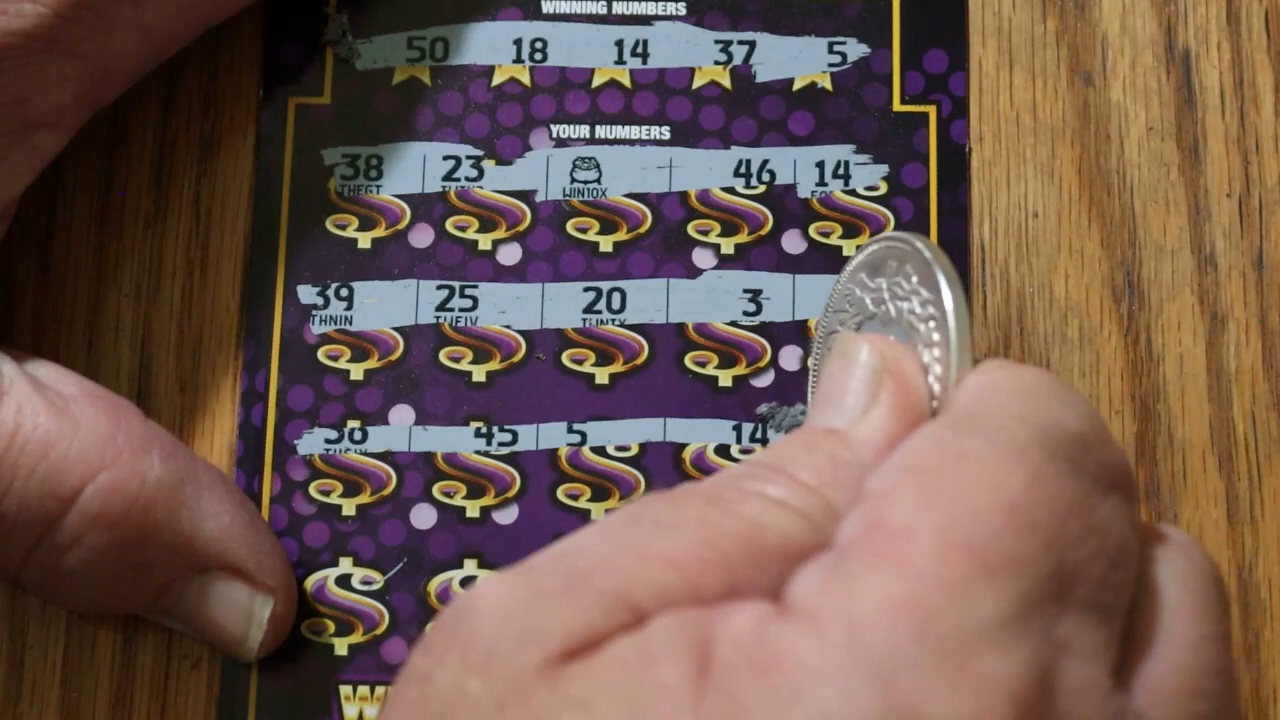 WINNING NUMBERS
50 18 14 37 5
YOUR NUMBERS
38 23 46 14
THEGT WIN10X
39 25 20 3
THNIN
45 5 14